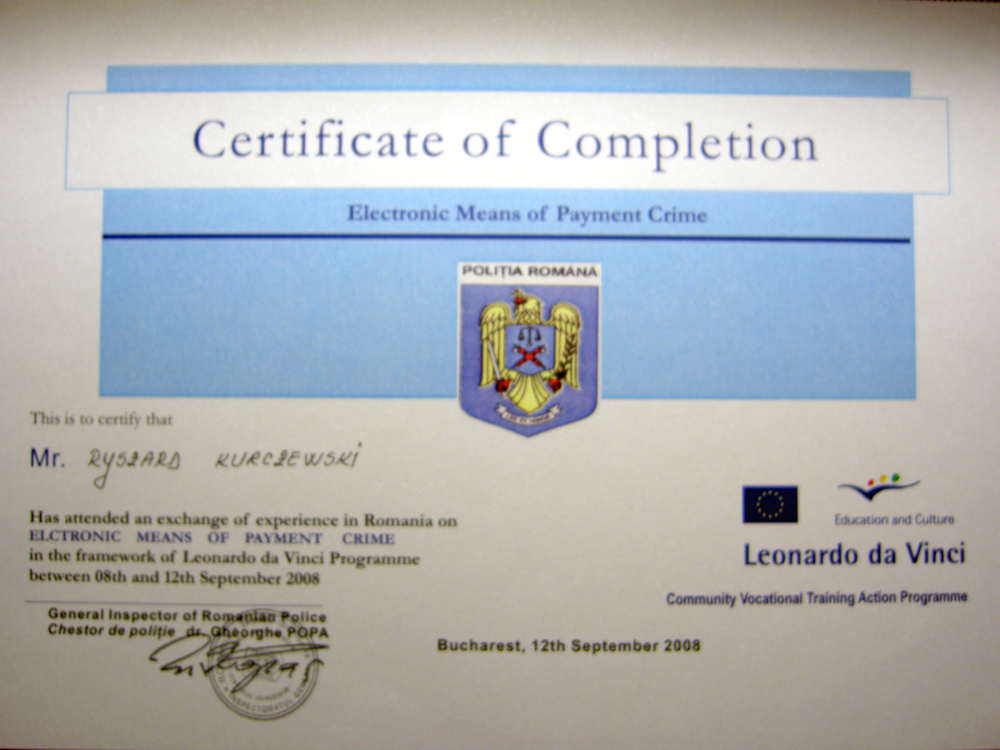 Certificate of Completion
Electronic Means of Payment Crime
POLIȚIA ROMÂNĂ
This is to certify that
Mr. RYSZARD KURCZEWSKI
Has attended an exchange of experience in Romania on
ELCTRONIC MEANS OF PAYMENT CRIME
in the framework of Leonardo da Vinci Programme
between 08th and 12th September 2008
General Inspector of Romanian Police
Chestor de poliție dr. Gheorghe POPA
Bucharest, 12th September 2008
Education and Culture
Leonardo da Vinci
Community Vocational Training Action Programme